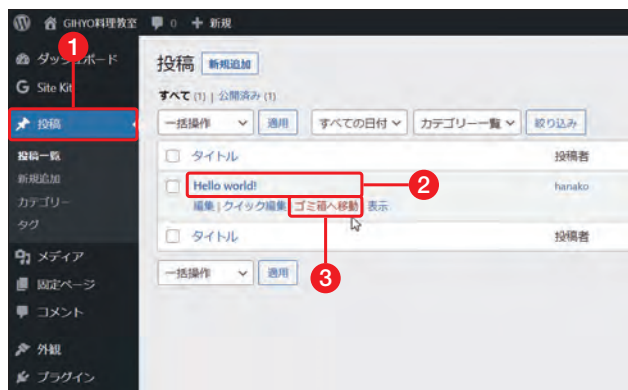 GIHYO料理教室 0 + 新規
1
ダッシュボード
Site Kit
投稿
投稿一覧
新規追加
カテゴリー
タグ
メディア
固定ページ
コメント
外観
プラグイン
投稿 新規追加
すべて (1) | 公開済み (1)
一括操作 適用 すべての日付 カテゴリー一覧 絞り込み
タイトル 投稿者
Hello world! 2 hanako
編集 | クイック編集 ゴミ箱へ移動 表示
タイトル 投稿者
一括操作 適用 3